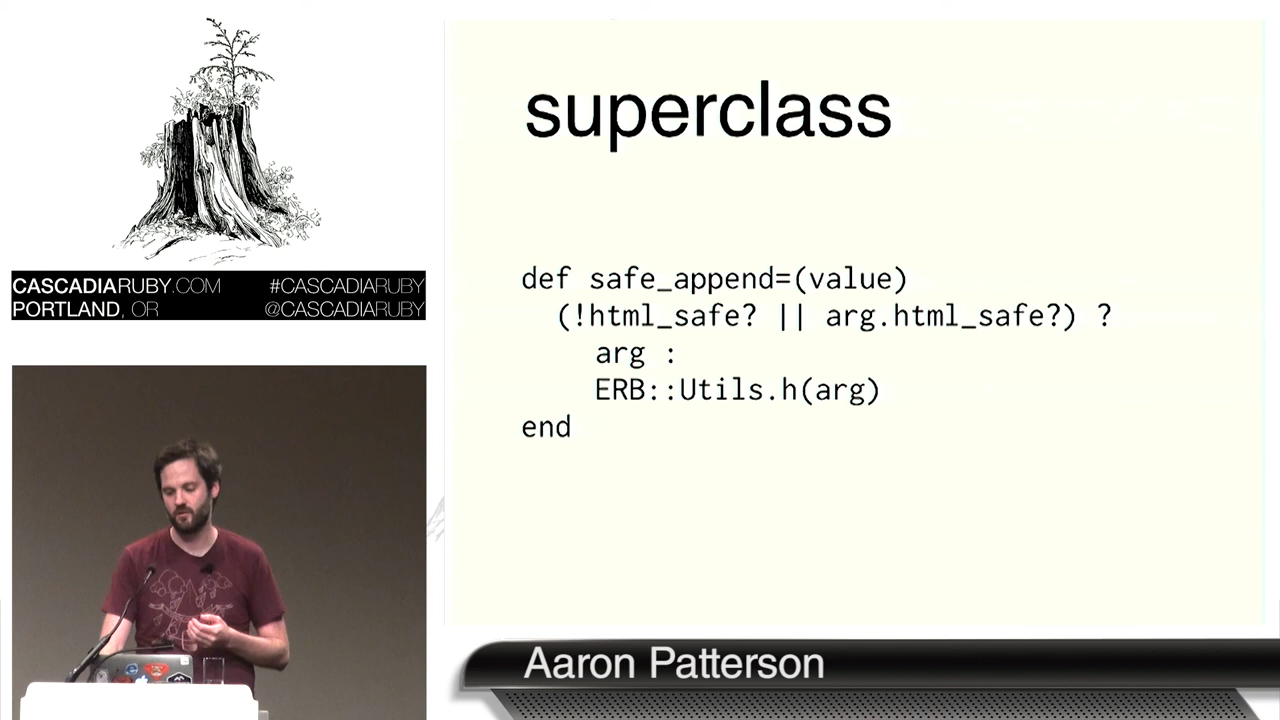 CASCADIARUBY.COM #CASCADIARUBY
PORTLAND, OR @CASCADIARUBY
superclass
def safe_append=(value)
(!html_safe? || arg.html_safe?) ?
arg :
ERB::Utils.h(arg)
end
Aaron Patterson